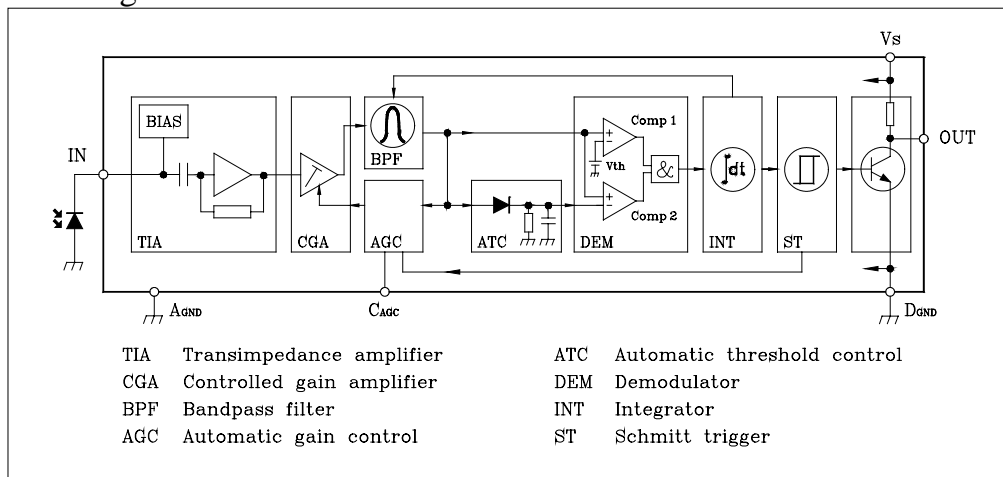 Vs
BIAS
Comp 1
IN
OUT
BPF
Vth
&
∫dt
Comp 2
TIA
CGA
AGC
ATC
DEM
INT
ST
AGND
CAGC
DGND
TIA Transimpedance amplifier
CGA Controlled gain amplifier
BPF Bandpass filter
AGC Automatic gain control
ATC Automatic threshold control
DEM Demodulator
INT Integrator
ST Schmitt trigger